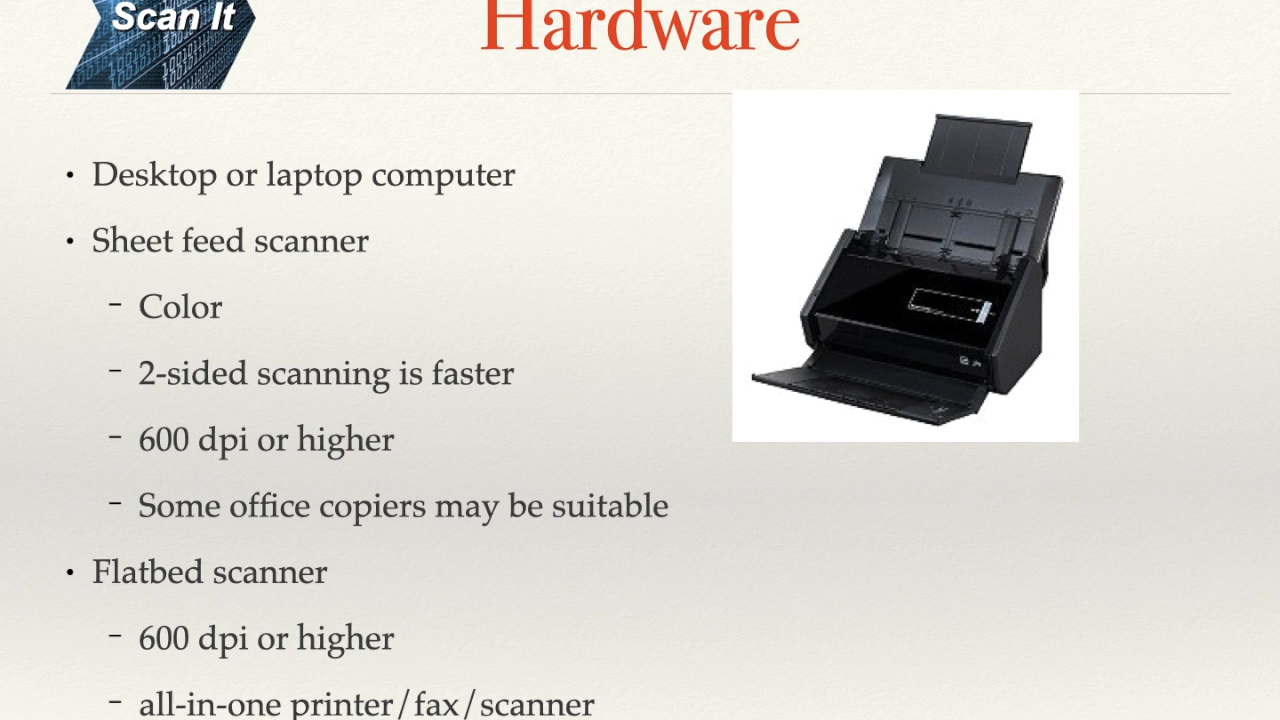 Scan It
Hardware
• Desktop or laptop computer
• Sheet feed scanner
– Color
– 2-sided scanning is faster
– 600 dpi or higher
– Some office copiers may be suitable
• Flatbed scanner
– 600 dpi or higher
– all-in-one printer/fax/scanner